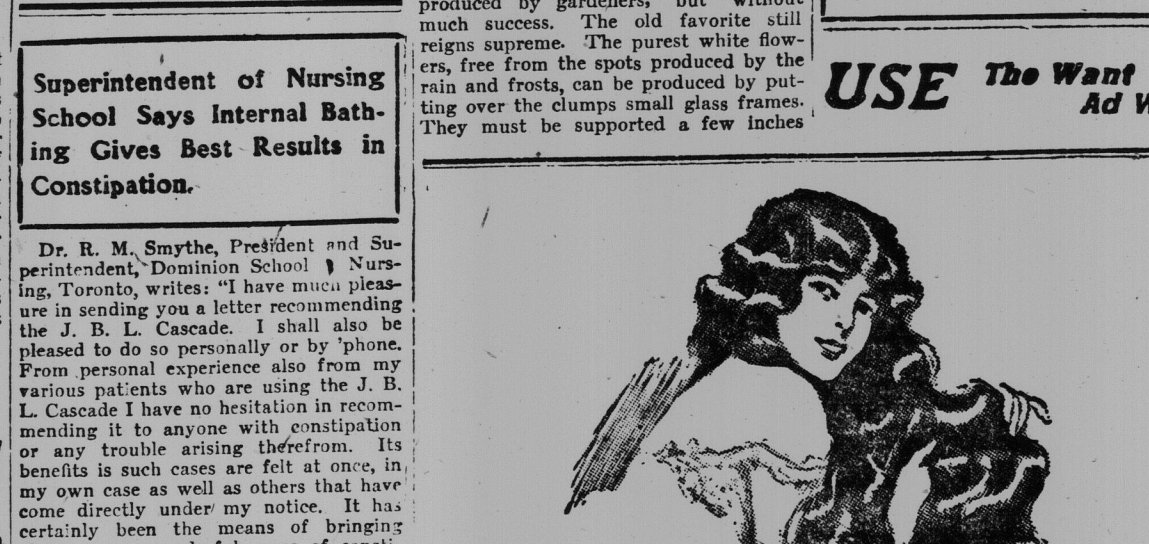 Superintendent of Nursing
School Says Internal Bath-
ing Gives Best Results in
Constipation.
Dr. R. M. Smythe, President and Su-
perintendent, Dominion School Nurs-
ing, Toronto, writes: "I have much pleas-
ure in sending you a letter recommending
the J. B. L. Cascade. I shall also be
pleased to do so personally or by 'phone.
From personal experience also from my
various patients who are using the J. B.
L. Cascade I have no hesitation in recom-
mending it to anyone with constipation
or any trouble arising therefrom. Its
benefits is such cases are felt at once, in
my own case as well as others that have
come directly under my notice. It has
certainly been the means of bringing
produced by gardeners, but without
much success. The old favorite still
reigns supreme. The purest white flow-
ers, free from the spots produced by the
rain and frosts, can be produced by put-
ting over the clumps small glass frames.
They must be supported a few inches
USE The Want
Ad W